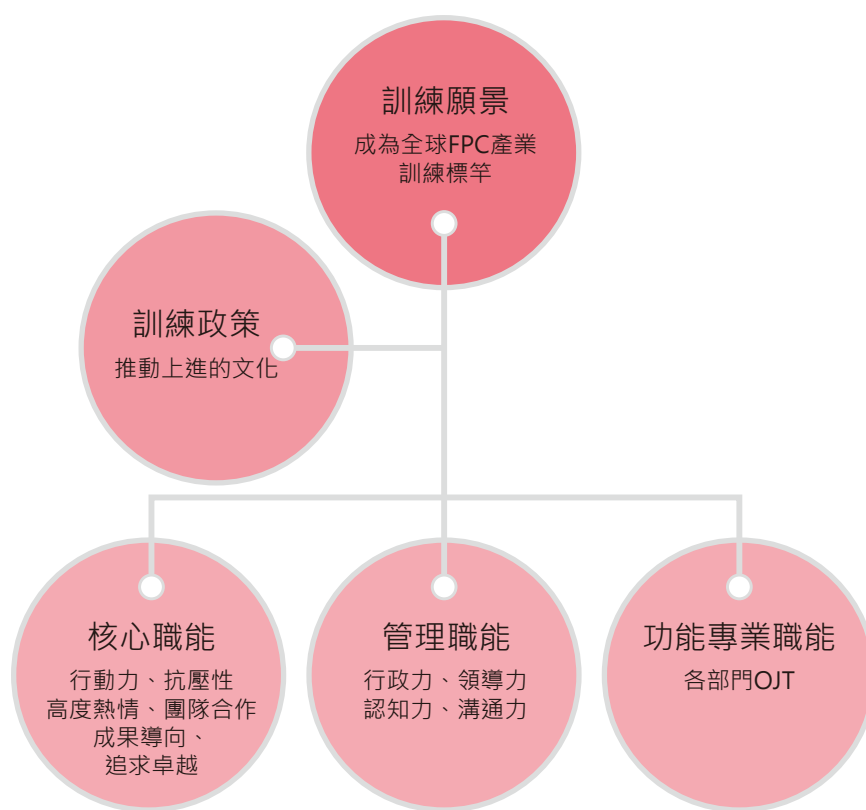 訓練願景
成為全球FPC產業
訓練標竿
訓練政策
推動上進的文化
核心職能
行動力、抗壓性
高度熱情、團隊合作
成果導向、
追求卓越
管理職能
行政力、領導力
認知力、溝通力
功能專業職能
各部門OJT